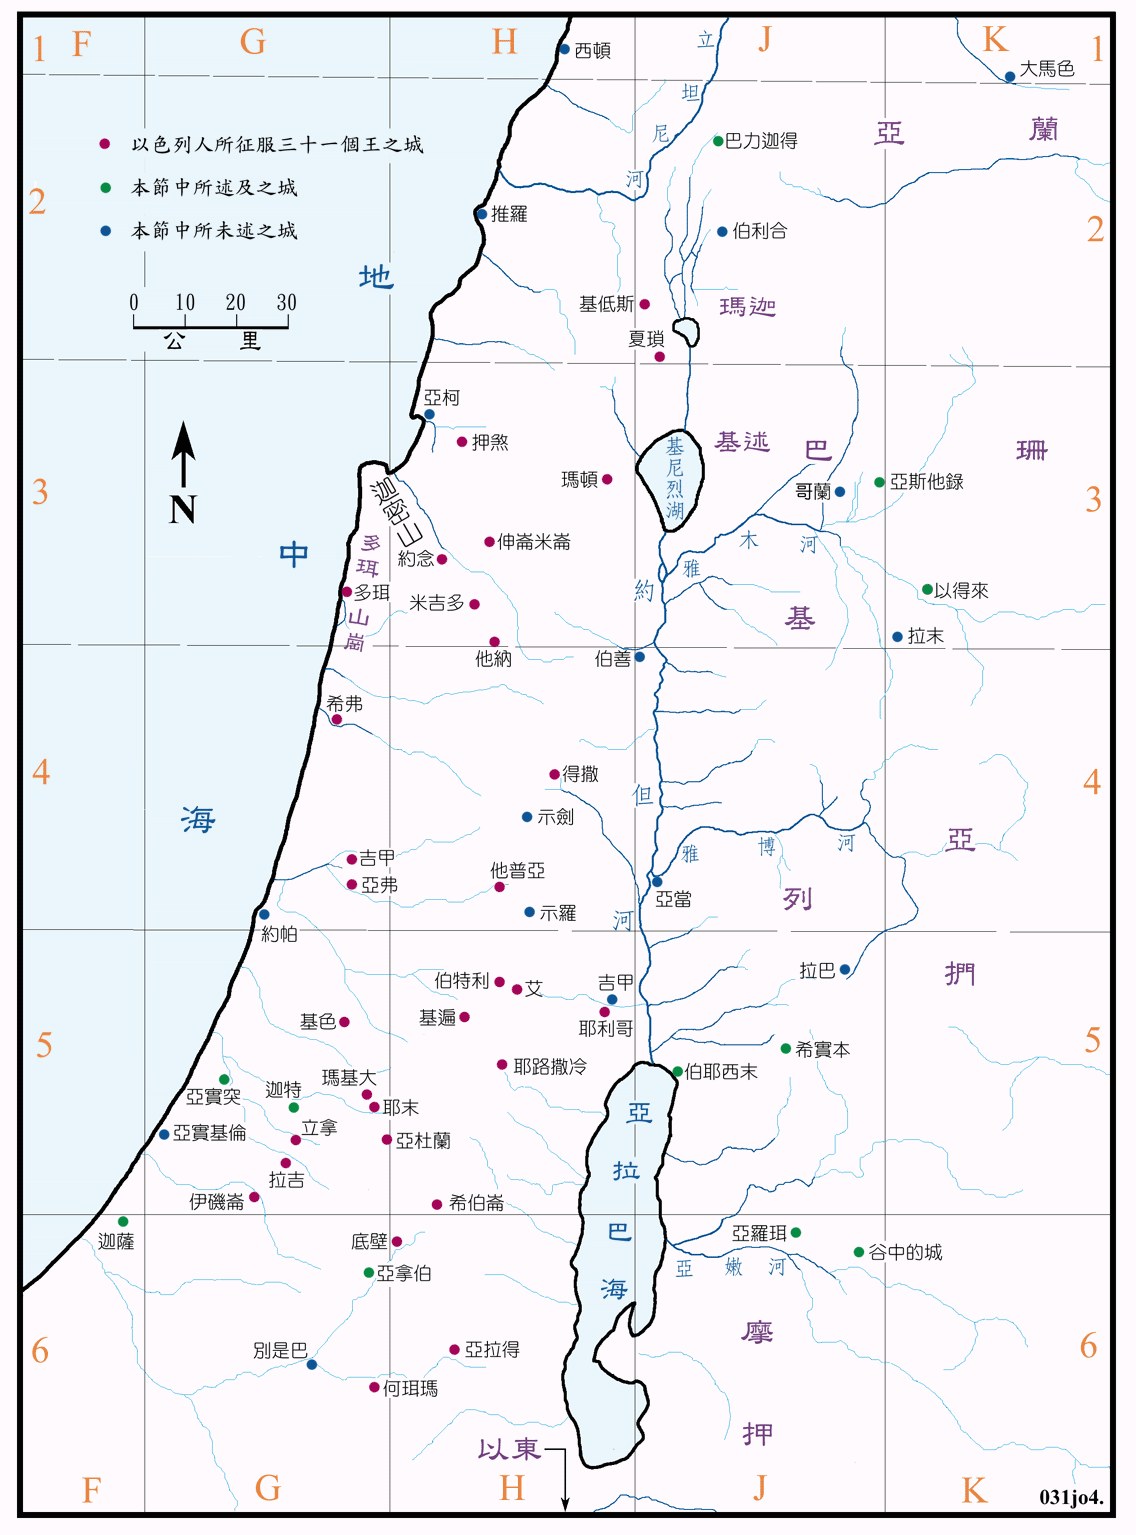 F
G
H
J
K
1
1
西頓
大馬色
立
坦
尼
河
亞
蘭
巴力迦得
以色列人所征服三十一個王之城
本節中所述及之城
本節中所未述之城
2
2
推羅
伯利合
地
0 10 20 30
公 里
基低斯
瑪迦
夏瑣
亞柯
押煞
基述
巴
珊
基尼烈湖
瑪頓
哥蘭
亞斯他錄
3
3
N
迦密山
伸崙米崙
木
河
雅
中
多珥山崗
約念
約
以得來
多珥
米吉多
基
拉末
他納
伯善
希弗
4
4
得撒
但
海
示劍
雅
博
河
亞
吉甲
亞弗
他普亞
亞當
列
示羅
河
約帕
伯特利
艾
吉甲
拉巴
捫
基色
基遍
耶利哥
5
5
希實本
耶路撒冷
伯耶西末
瑪基大
亞實突
迦特
耶末
亞
亞實基倫
立拿
亞杜蘭
拉吉
拉
伊磯崙
希伯崙
迦薩
底壁
巴
亞羅珥
谷中的城
亞拿伯
亞
嫩
河
海
摩
6
6
別是巴
亞拉得
何珥瑪
押
以東
F
G
H
J
K
031jo4.